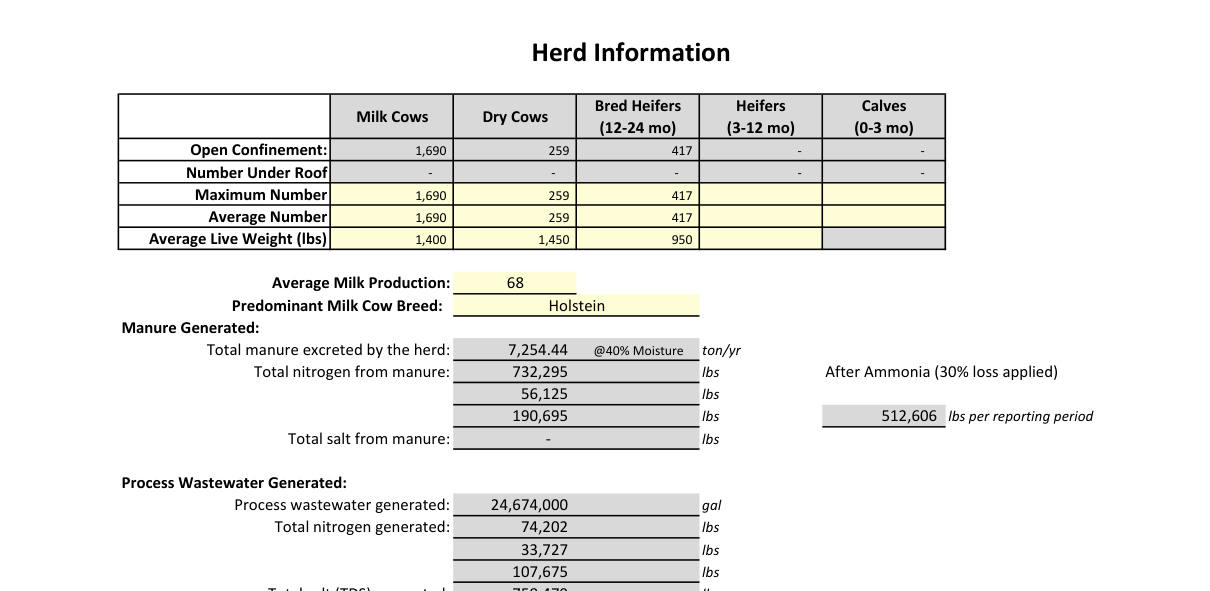 Herd Information
Milk Cows Dry Cows Bred Heifers (12-24 mo) Heifers (3-12 mo) Calves (0-3 mo)
Open Confinement: 1,690 259 417 - -
Number Under Roof - - - - -
Maximum Number 1,690 259 417
Average Number 1,690 259 417
Average Live Weight (lbs) 1,400 1,450 950
Average Milk Production: 68
Predominant Milk Cow Breed: Holstein
Manure Generated:
Total manure excreted by the herd: 7,254.44 @40% Moisture ton/yr
Total nitrogen from manure: 732,295 lbs After Ammonia (30% loss applied)
56,125 lbs
190,695 lbs 512,606 lbs per reporting period
Total salt from manure: - lbs
Process Wastewater Generated:
Process wastewater generated: 24,674,000 gal
Total nitrogen generated: 74,202 lbs
33,727 lbs
107,675 lbs